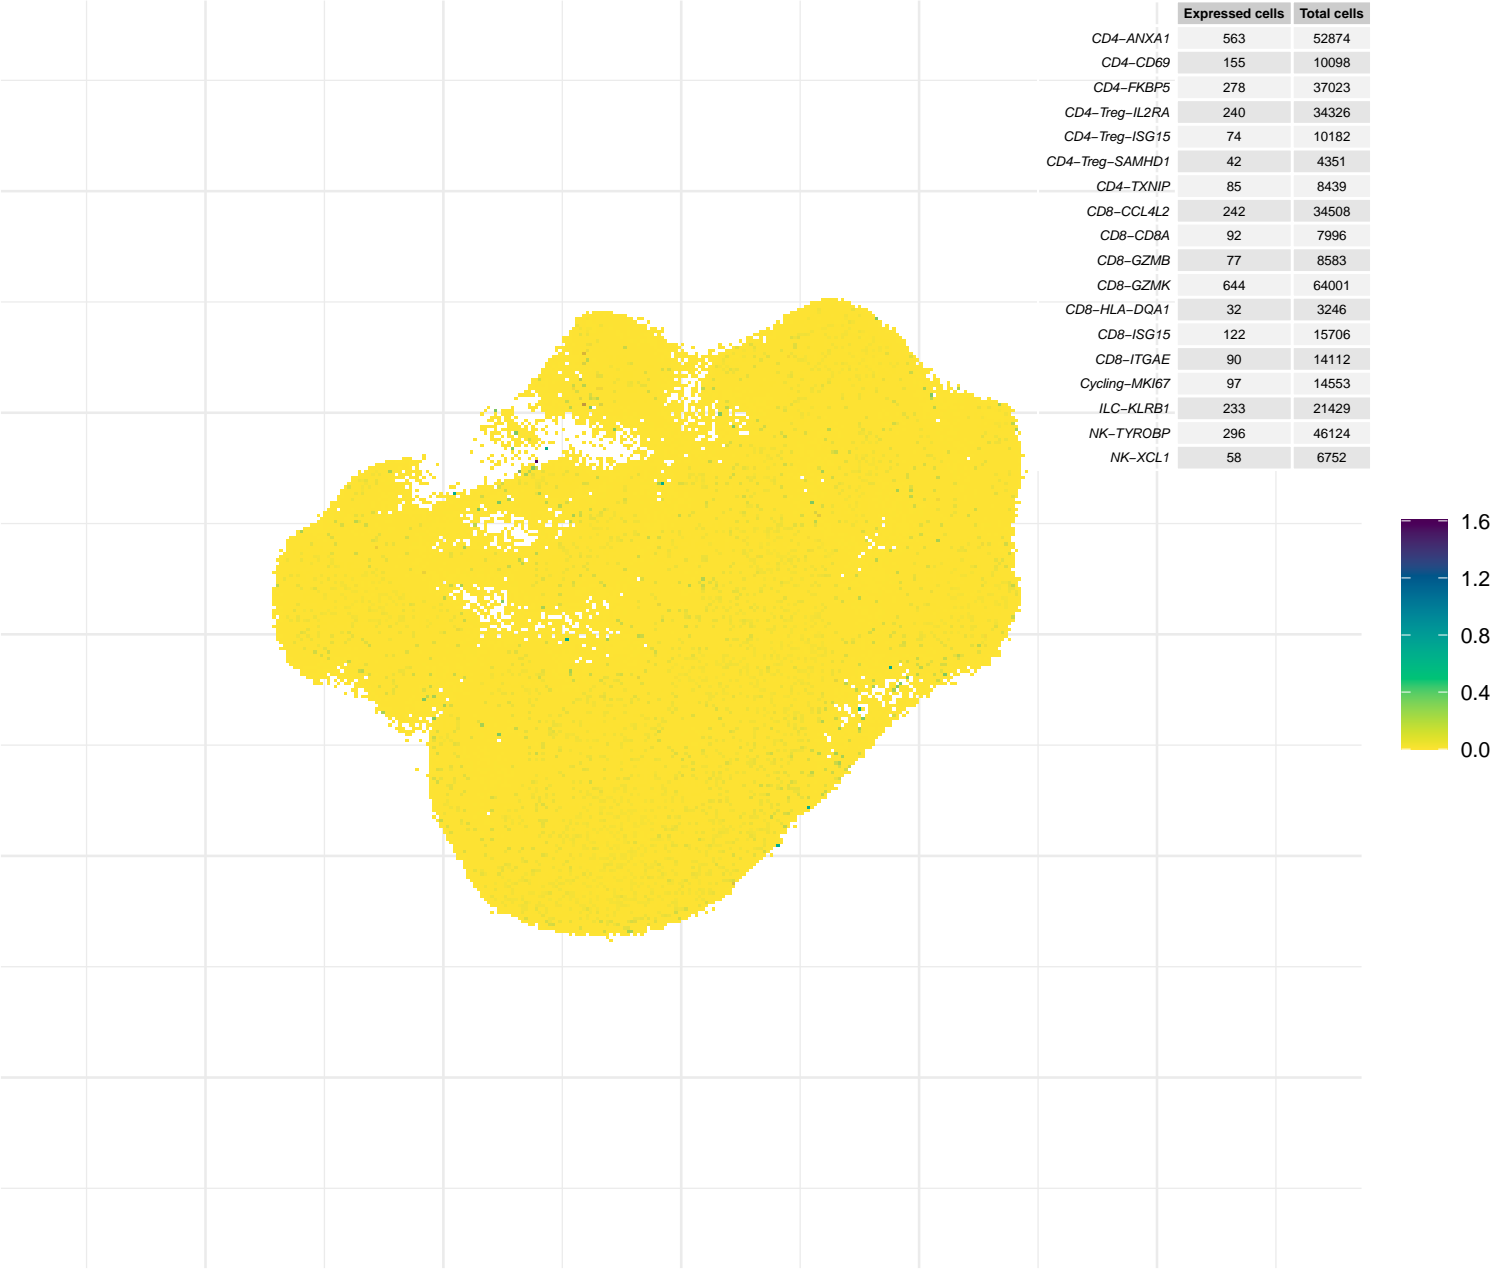 Expressed cells Total cells
CD4−ANXA1 563 52874
CD4−CD69 155 10098
CD4−FKBP5 278 37023
CD4−Treg−IL2RA 240 34326
CD4−Treg−ISG15 74 10182
CD4−Treg−SAMHD1 42 4351
CD4−TXNIP 85 8439
CD8−CCL4L2 242 34508
CD8−CD8A 92 7996
CD8−GZMB 77 8583
CD8−GZMK 644 64001
CD8−HLA−DQA1 32 3246
CD8−ISG15 122 15706
CD8−ITGAE 90 14112
Cycling−MKI67 97 14553
ILC−KLRB1 233 21429
NK−TYROBP 296 46124
NK−XCL1 58 6752
1.6
1.2
0.8
0.4
0.0